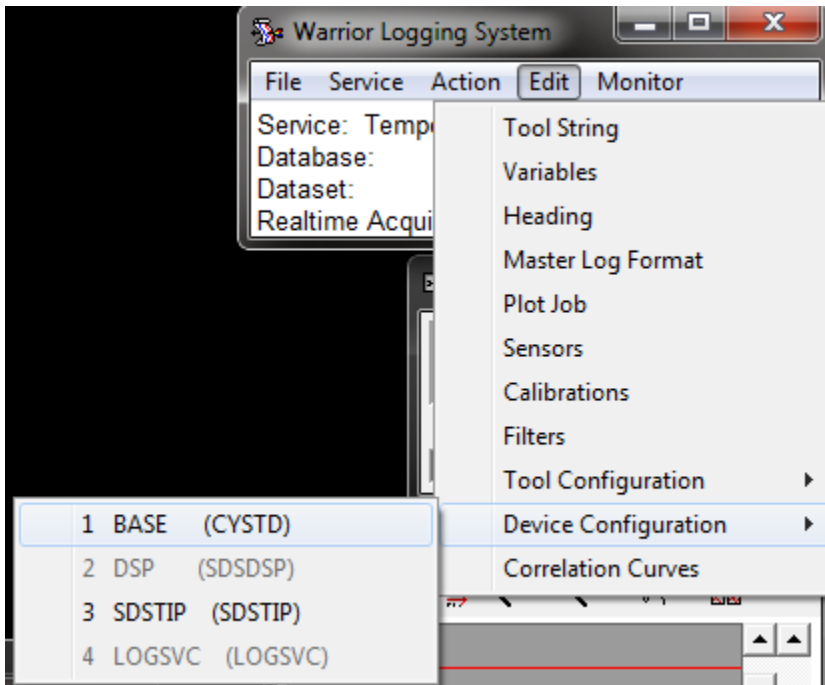 Warrior Logging System
File Service Action Edit Monitor
Service: Temp
Database:
Dataset:
Realtime Acqui
Tool String
Variables
Heading
Master Log Format
Plot Job
Sensors
Calibrations
Filters
Tool Configuration
Device Configuration
Correlation Curves
1 BASE (CYSTD)
2 DSP (SDSDSP)
3 SDSTIP (SDSTIP)
4 LOGSVC (LOGSVC)